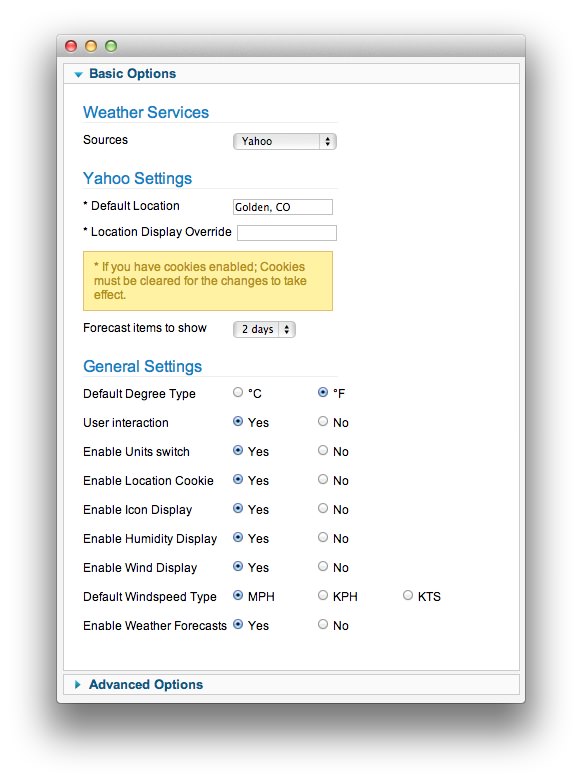 Basic Options
Weather Services
Sources Yahoo
Yahoo Settings
* Default Location Golden, CO
* Location Display Override
* If you have cookies enabled; Cookies
must be cleared for the changes to take
effect.
Forecast items to show 2 days
General Settings
Default Degree Type °C °F
User interaction Yes No
Enable Units switch Yes No
Enable Location Cookie Yes No
Enable Icon Display Yes No
Enable Humidity Display Yes No
Enable Wind Display Yes No
Default Windspeed Type MPH KPH KTS
Enable Weather Forecasts Yes No
Advanced Options